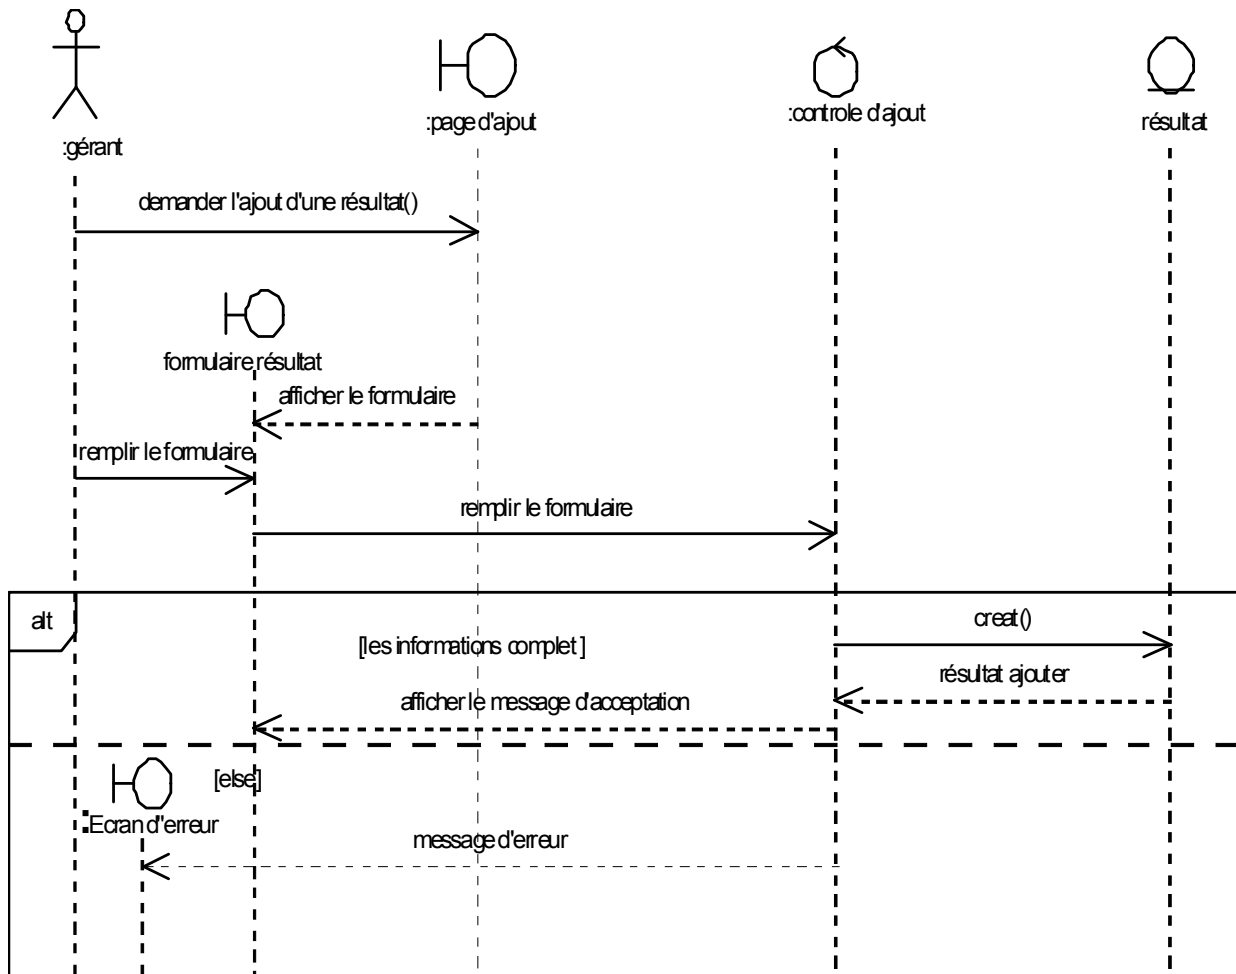 :gérant
:page d'ajout
:controle d'ajout
résultat
demander l'ajout d'une résultat()
formulaire résultat
afficher le formulaire
remplir le formulaire
remplir le formulaire
alt
[les informations complet ]
creat()
résultat ajouter
afficher le message d'acceptation
[else]
:Ecran d''erreur
message d'erreur